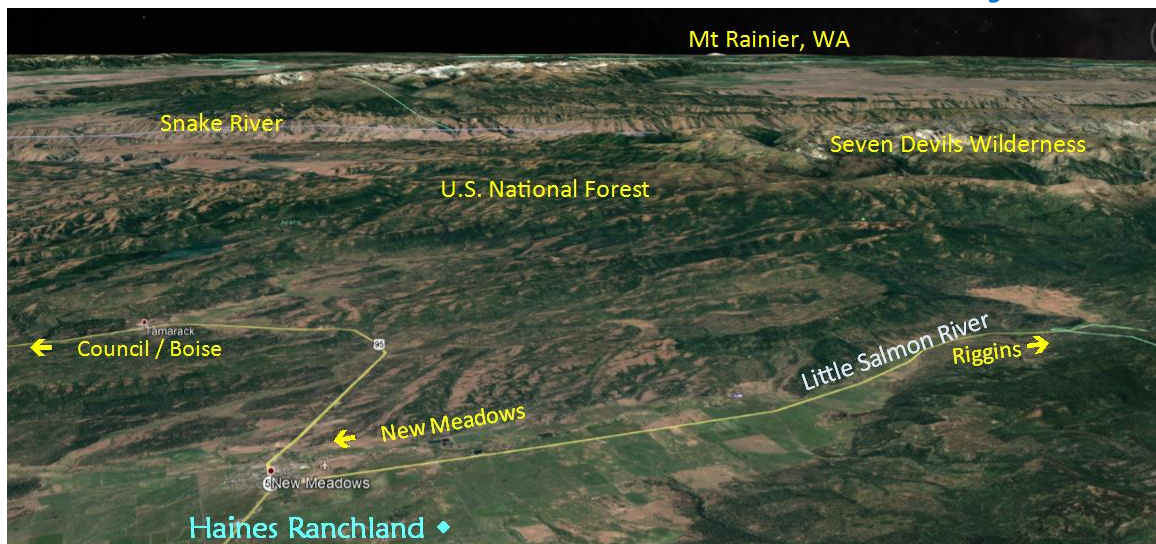 Mt Rainier, WA
Snake River
Seven Devils Wilderness
U.S. National Forest
Tamarack
Council / Boise
95
Little Salmon River
Riggins
New Meadows
New Meadows
Haines Ranchland